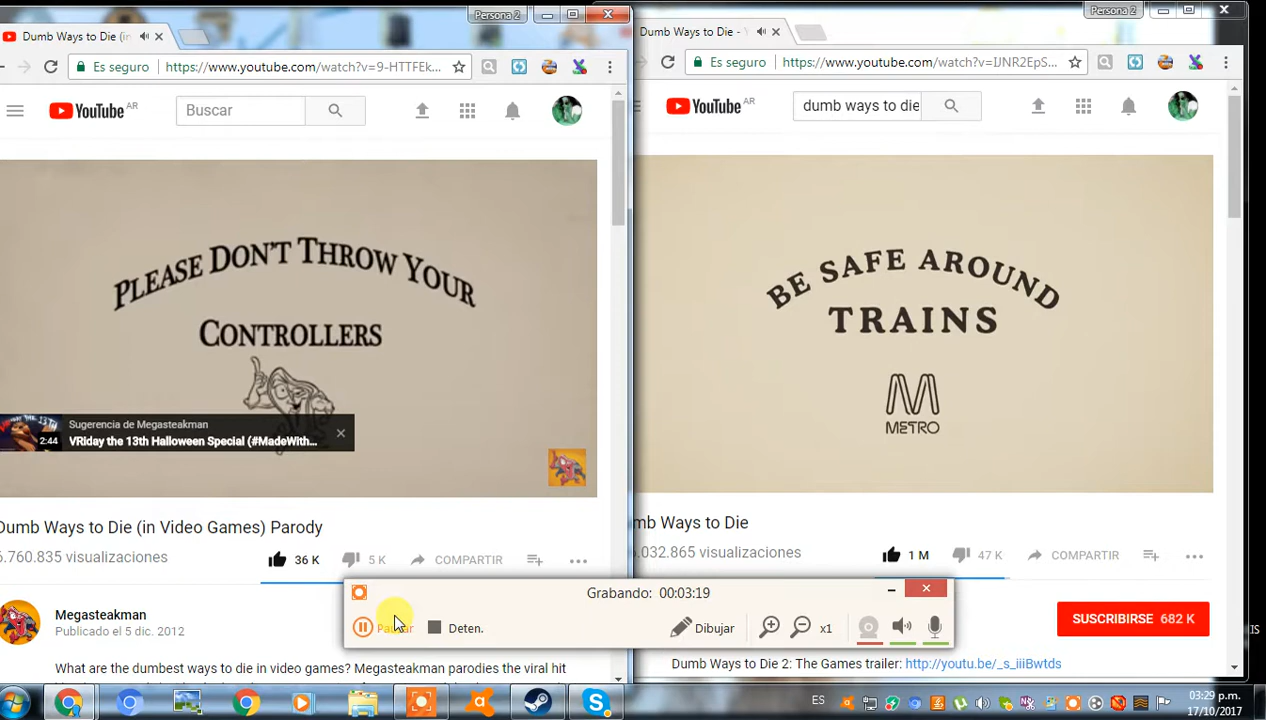 Persona 2
Dumb Ways to Die (in
Es seguro
https://www.youtube.com/watch?v=9-HTTFEk...
YouTube AR
Buscar
PLEASE DON'T THROW YOUR
CONTROLLERS
Sugerencia de Megasteakman
VRiday the 13th Halloween Special (#MadeWith...
2:44
Dumb Ways to Die (in Video Games) Parody
6.760.835 visualizaciones
36 K
5 K
COMPARTIR
Megasteakman
Publicado el 5 dic. 2012
What are the dumbest ways to die in video games? Megasteakman parodies the viral hit
Persona 2
Dumb Ways to Die -
Es seguro
https://www.youtube.com/watch?v=IJNR2EpS...
YouTube AR
dumb ways to die
BE SAFE AROUND
TRAINS
METRO
mb Ways to Die
.032.865 visualizaciones
1 M
47 K
COMPARTIR
SUSCRIBIRSE 682 K
Dumb Ways to Die 2: The Games trailer: http://youtu.be/_s_iiiBwtds
Grabando: 00:03:19
Pausar
Deten.
Dibujar
x1
IS
ES
03:29 p.m.
17/10/2017